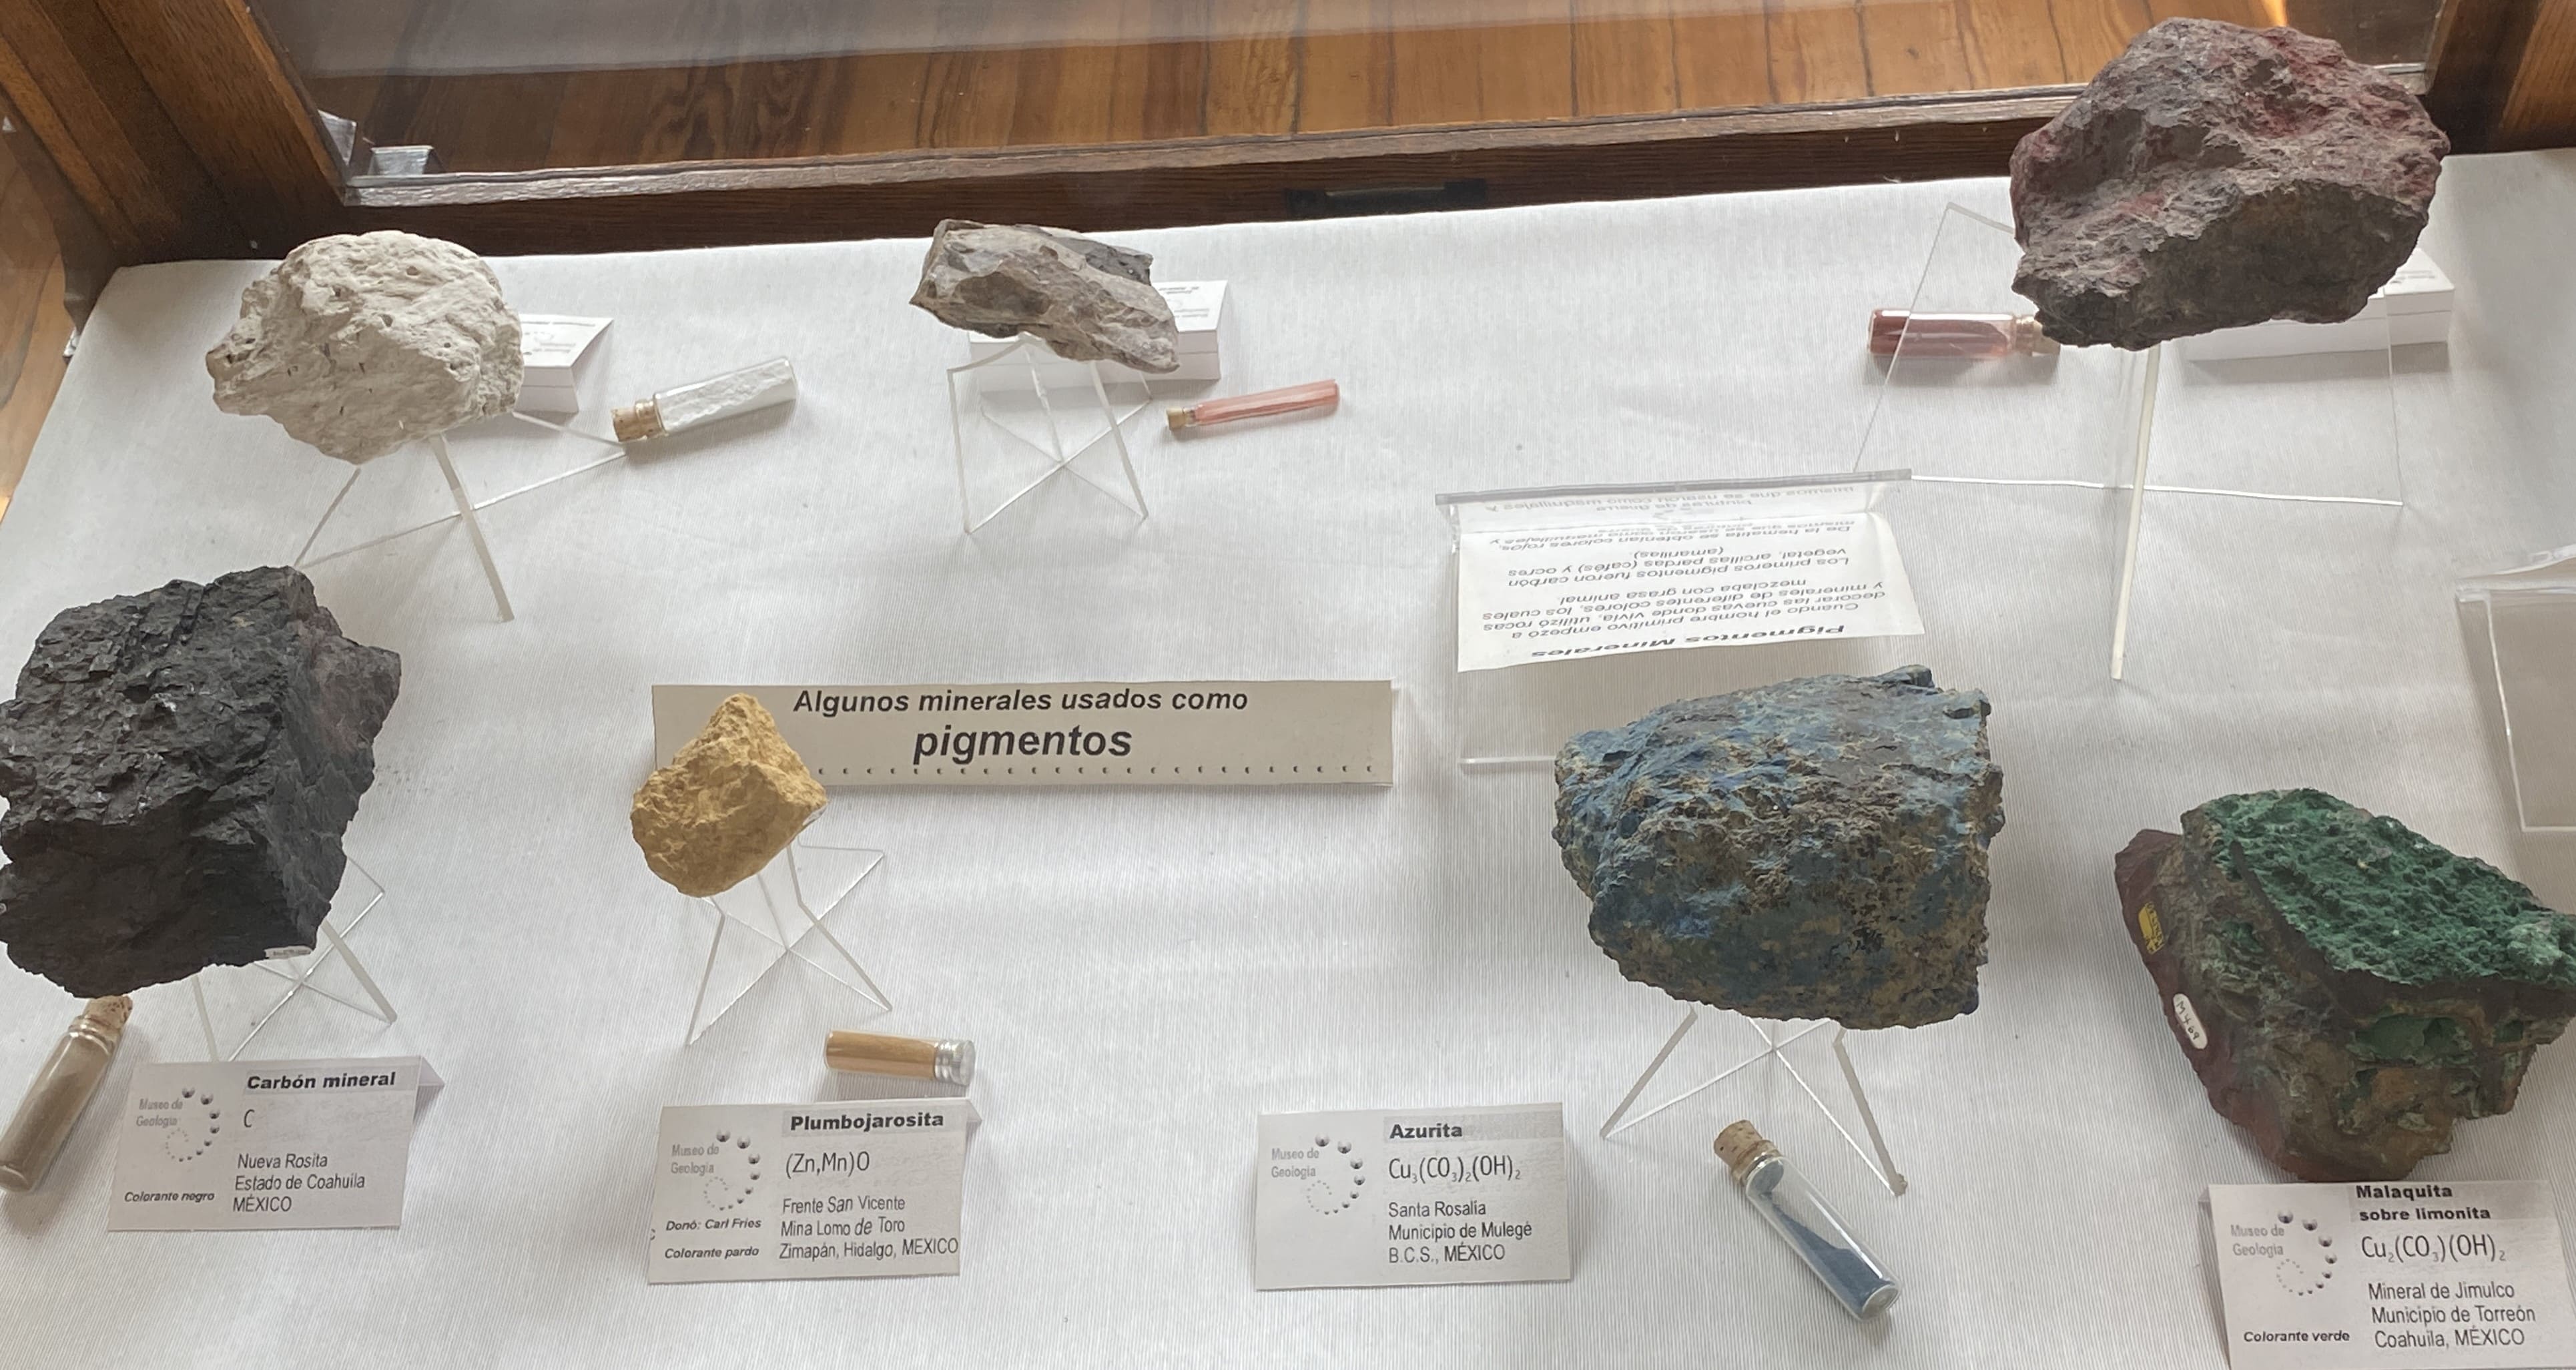 Pigmentos Minerales
Cuando el hombre primitivo empezó a
decorar las cuevas donde vivía, utilizó rocas
y minerales de diferentes colores, los cuales
mezclaba con grasa animal.
Los primeros pigmentos fueron carbón
vegetal, arcillas pardas (cafés) y ocres
(amarillas).
De la hematita se obtenían colores rojos,
Algunos minerales usados como
pigmentos
Carbón mineral
Museo de
Geología
C
Nueva Rosita
Estado de Coahuila
Colorante negro
MÉXICO
Plumbojarosita
Museo de
Geología
(Zn,Mn)O
Frente San Vicente
Donó: Carl Fries
Mina Lomo de Toro
Colorante pardo
Zimapán, Hidalgo, MEXICO
Azurita
Museo de
Geología
Cu₃(CO₃)₂(OH)₂
Santa Rosalía
Municipio de Mulegé
B.C.S., MÉXICO
M469
Malaquita
sobre limonita
Museo de
Geología
Cu₂(CO₃)(OH)₂
Mineral de Jimulco
Municipio de Torreón
Colorante verde
Coahuila, MÉXICO